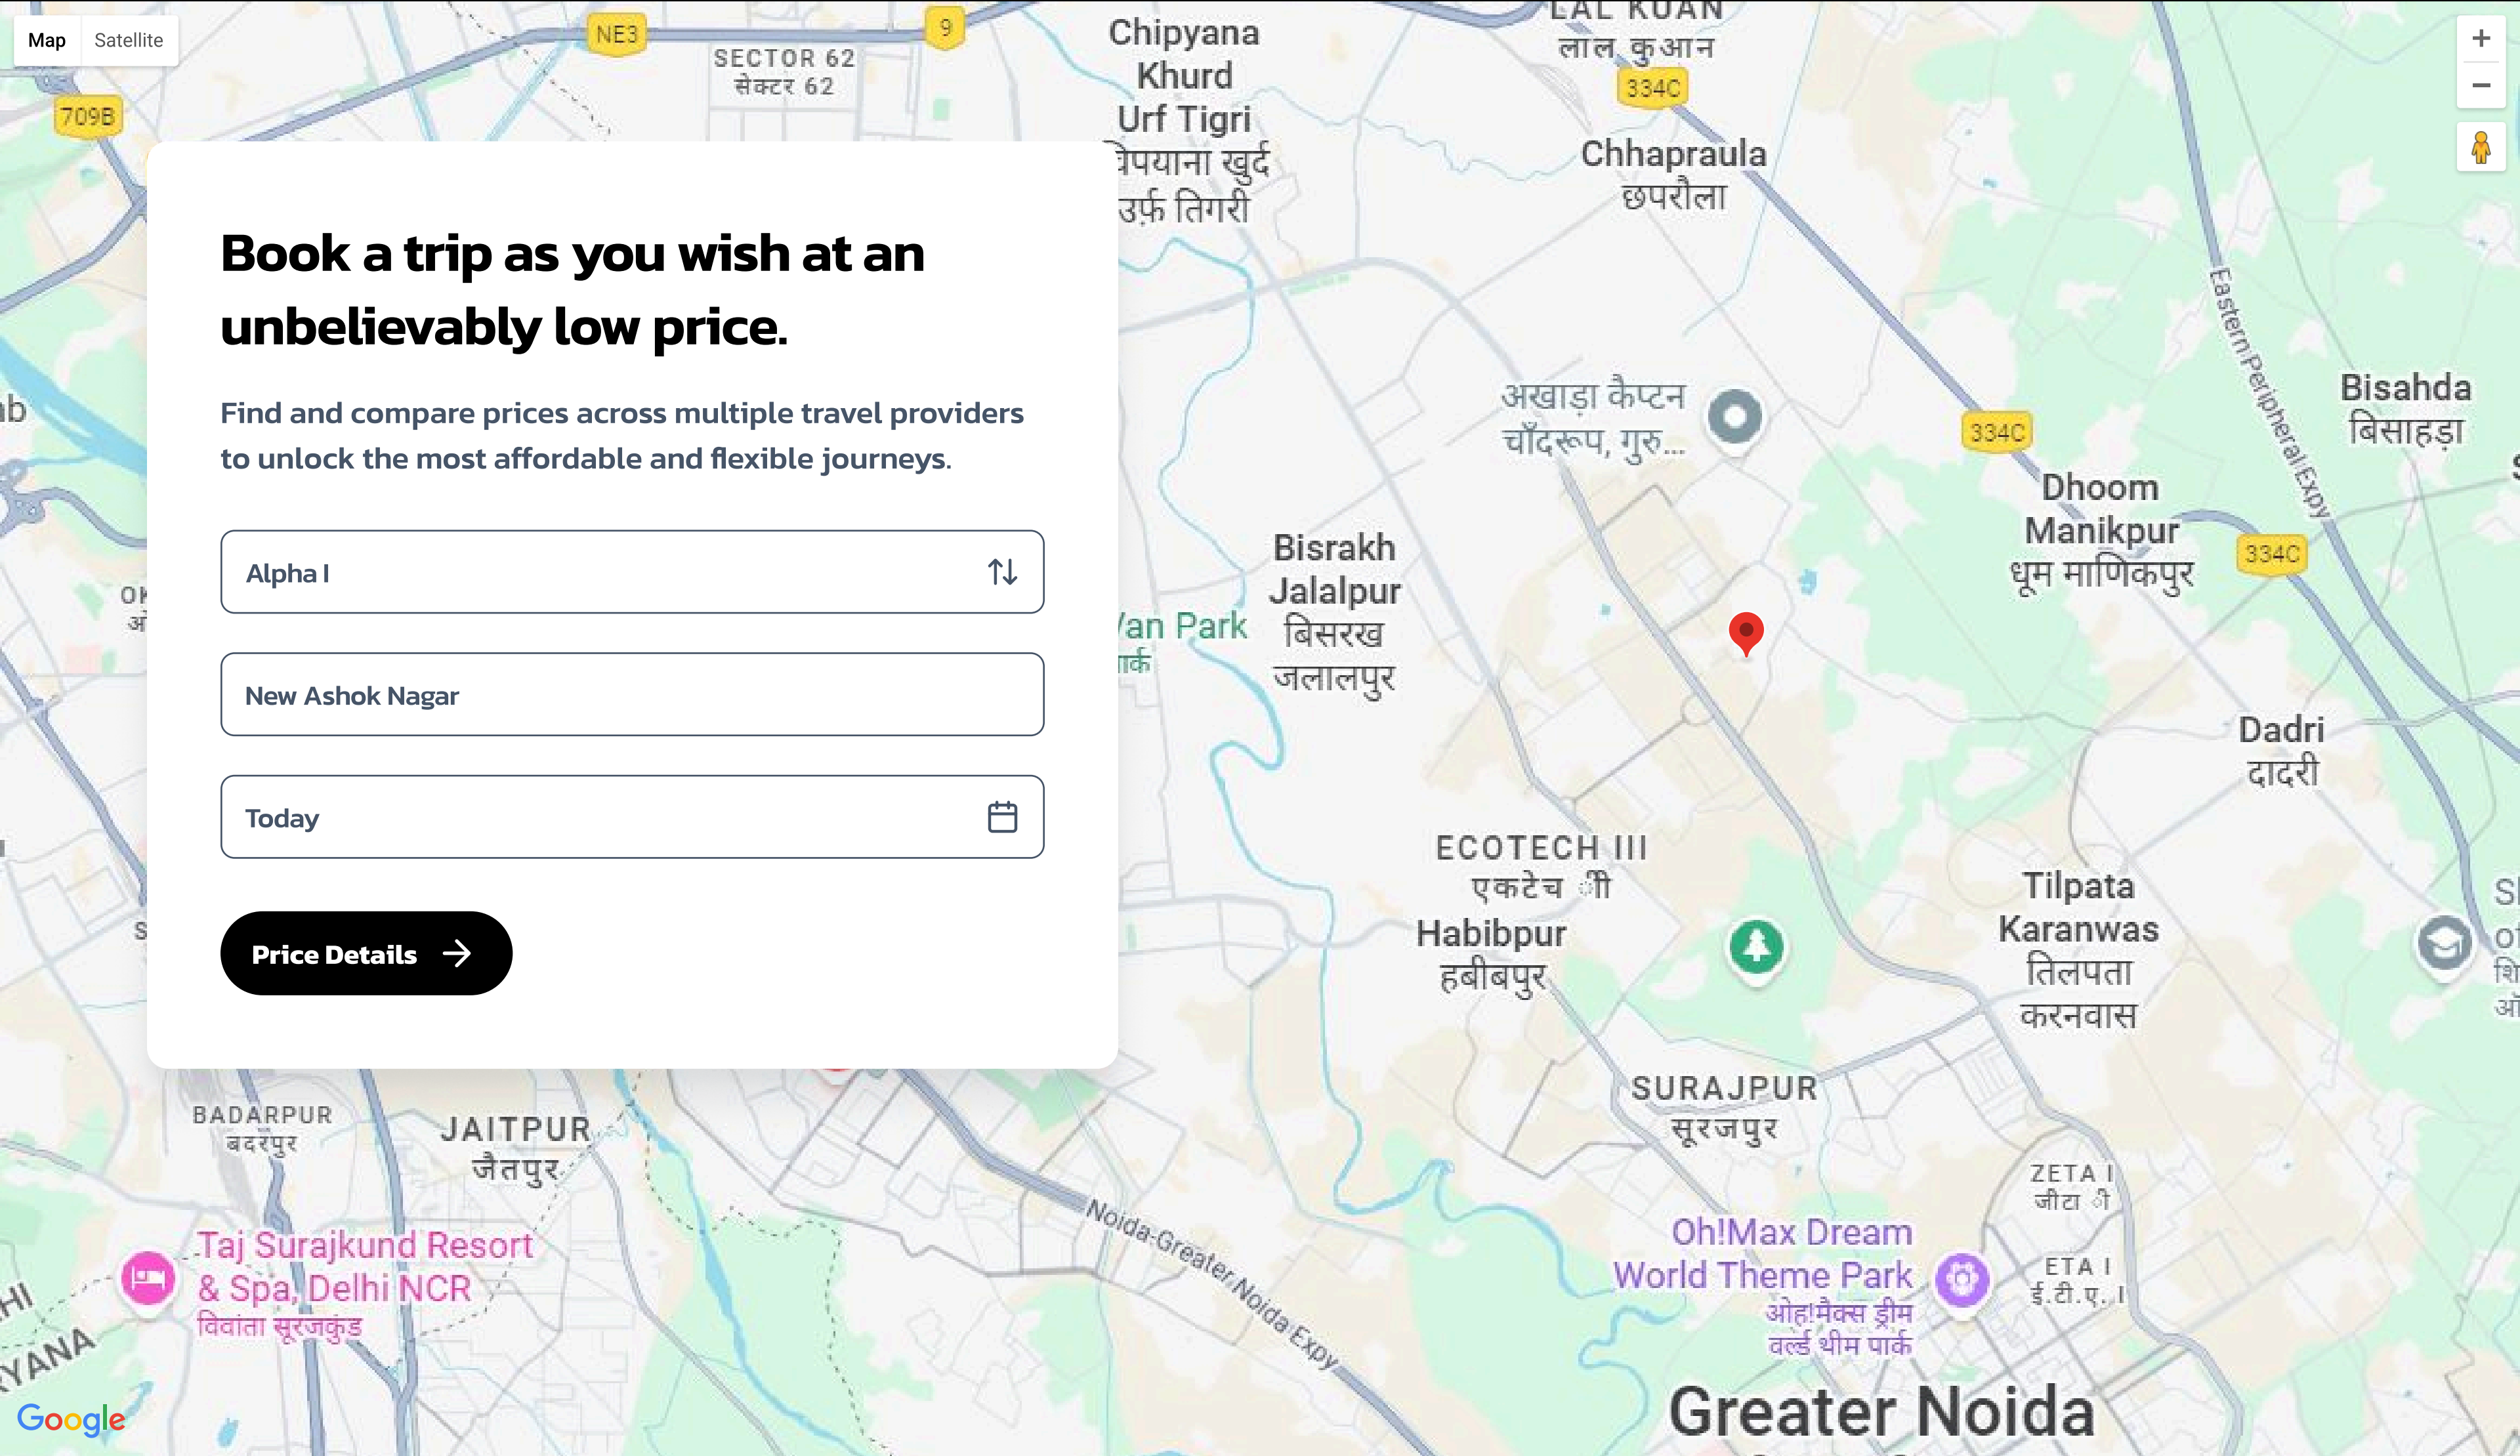 Map
Satellite
NE3
9
SECTOR 62
सेक्टर 62
709B
Chipyana
Khurd
Urf Tigri
उर्फ़ तिगरी
LAL KUAN
लाल कुआन
334C
Chhapraula
छपरौला
Book a trip as you wish at an
unbelievably low price.
Find and compare prices across multiple travel providers
to unlock the most affordable and flexible journeys.
Alpha I
New Ashok Nagar
Today
Price Details
Eastern Peripheral Expy
Bisahda
बिसाहड़ा
अखाड़ा कैप्टन
चाँदरूप, गुरु...
334C
Dhoom
Manikpur
धूम माणिकपुर
334C
Bisrakh
Jalalpur
बिसरख
जलालपुर
Van Park
Dadri
दादरी
ECOTECH III
एकटेच ीी
Habibpur
हबीबपुर
Tilpata
Karanwas
तिलपता
करनवास
SURAJPUR
सूरजपुर
BADARPUR
बदरपुर
JAITPUR
जैतपुर
ZETA I
जीटा ी
Noida-Greater Noida Expy
Oh!Max Dream
World Theme Park
ओह!मैक्स ड्रीम
वर्ल्ड थीम पार्क
ETA I
ई.टी.ए. I
Taj Surajkund Resort
& Spa, Delhi NCR
विवांता सूरजकुंड
Greater Noida
Google